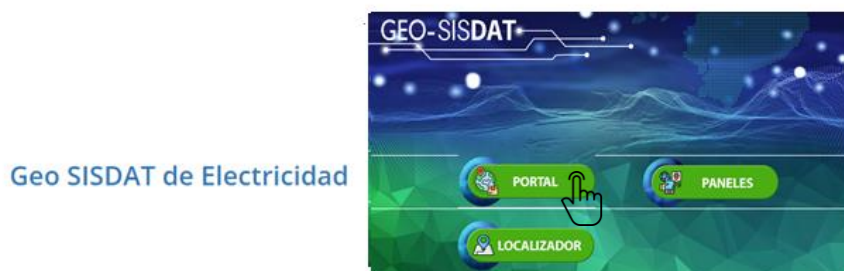 GEO-SISDAT
Geo SISDAT de Electricidad
PORTAL
PANELES
LOCALIZADOR